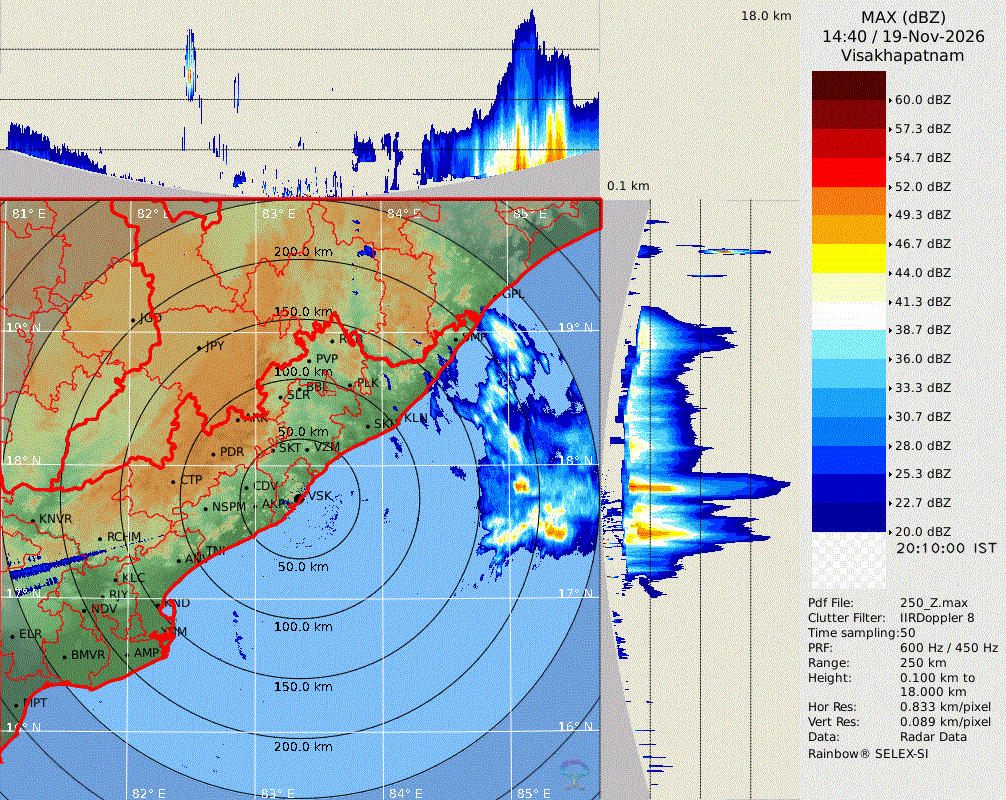 18.0 km
0.1 km
MAX (dBZ)
14:40 / 19-Nov-2026
Visakhapatnam
60.0 dBZ
57.3 dBZ
54.7 dBZ
52.0 dBZ
49.3 dBZ
46.7 dBZ
44.0 dBZ
41.3 dBZ
38.7 dBZ
36.0 dBZ
33.3 dBZ
30.7 dBZ
28.0 dBZ
25.3 dBZ
22.7 dBZ
20.0 dBZ
20:10:00 IST
Pdf File: 250_Z.max
Clutter Filter: IIRDoppler 8
Time sampling:50
PRF: 600 Hz / 450 Hz
Range: 250 km
Height: 0.100 km to
18.000 km
Hor Res: 0.833 km/pixel
Vert Res: 0.089 km/pixel
Data: Radar Data
Rainbow® SELEX-SI
81° E 82° E 83° E 84° E 85° E
200.0 km
GPL
150.0 km
JGD
19° N 19° N
JPY
PVP
100.0 km
PLK
SLR
KLN
50.0 km
SKT VZM
PDR
18° N 18° N
CTP
CDV
VSK
NSPM
KNVR
RCHM
TNI
50.0 km
KLC
17° N 17° N
RJY
KND
NDV
100.0 km
ELR
BMVR AMP
150.0 km
MPT
16° N 16° N
200.0 km
82° E 83° E 84° E 85° E